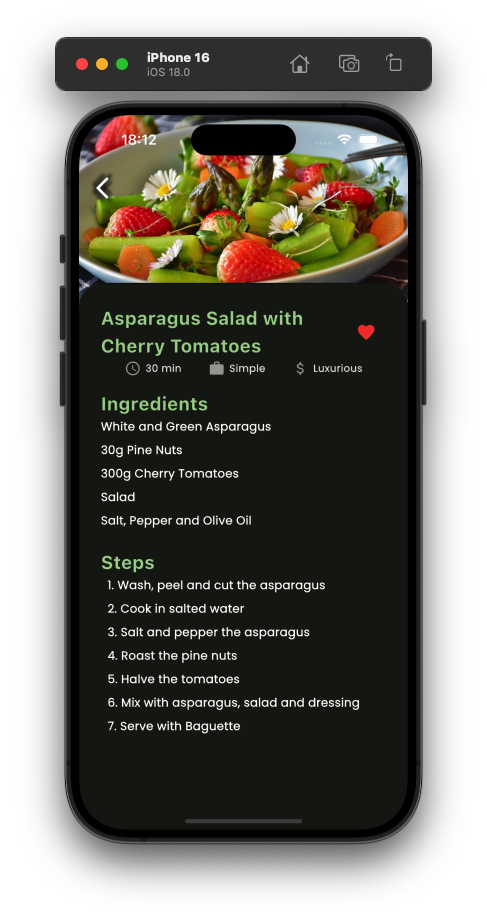 iPhone 16
iOS 18.0
18:12
Asparagus Salad with
Cherry Tomatoes
30 min Simple Luxurious
Ingredients
White and Green Asparagus
30g Pine Nuts
300g Cherry Tomatoes
Salad
Salt, Pepper and Olive Oil
Steps
1. Wash, peel and cut the asparagus
2. Cook in salted water
3. Salt and pepper the asparagus
4. Roast the pine nuts
5. Halve the tomatoes
6. Mix with asparagus, salad and dressing
7. Serve with Baguette